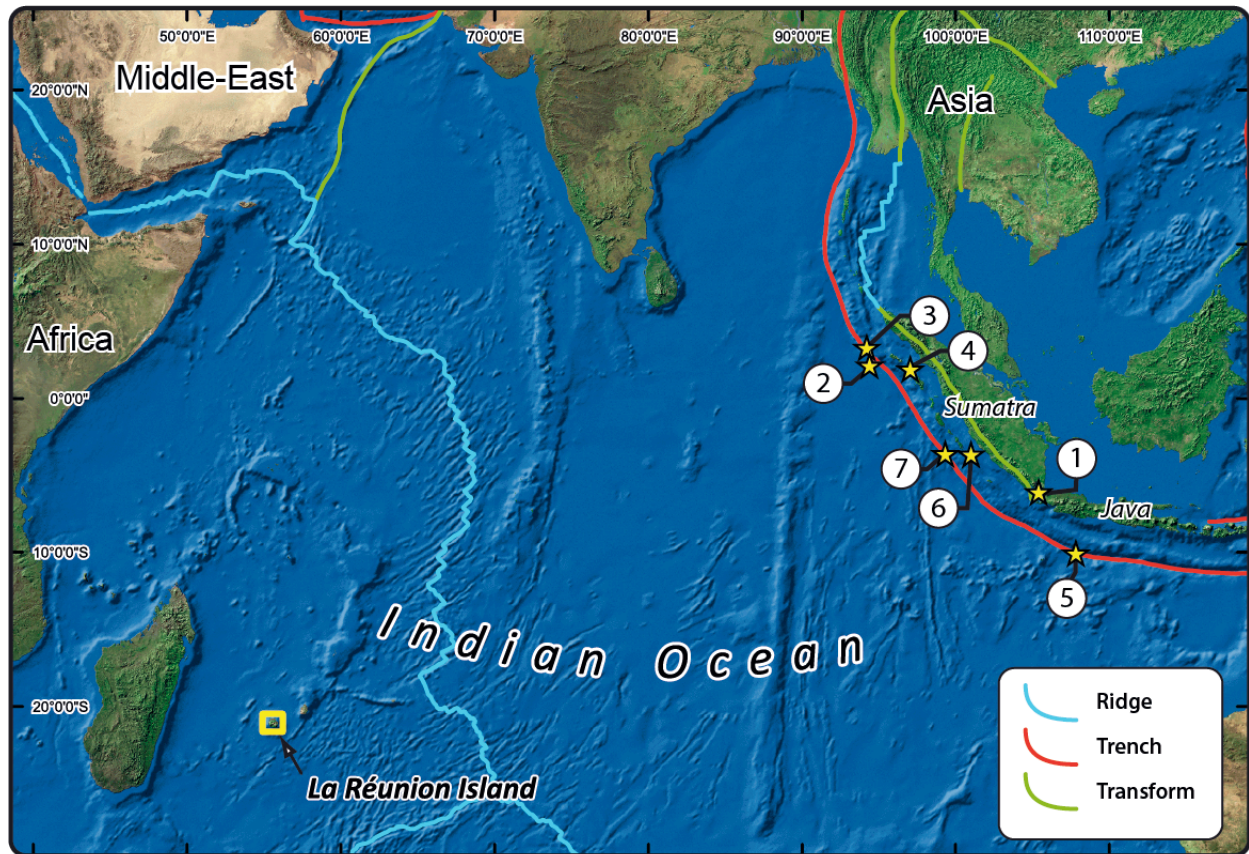 50°0'0"E 60°0'0"E 70°0'0"E 80°0'0"E 90°0'0"E 100°0'0"E 110°0'0"E
Middle-East
20°0'0"N
Asia
10°0'0"N
3
Africa
4
2
0°0'0"
Sumatra
1
7
6
Java
10°0'0"S
5
Indian Ocean
20°0'0"S
La Réunion Island
Ridge
Trench
Transform